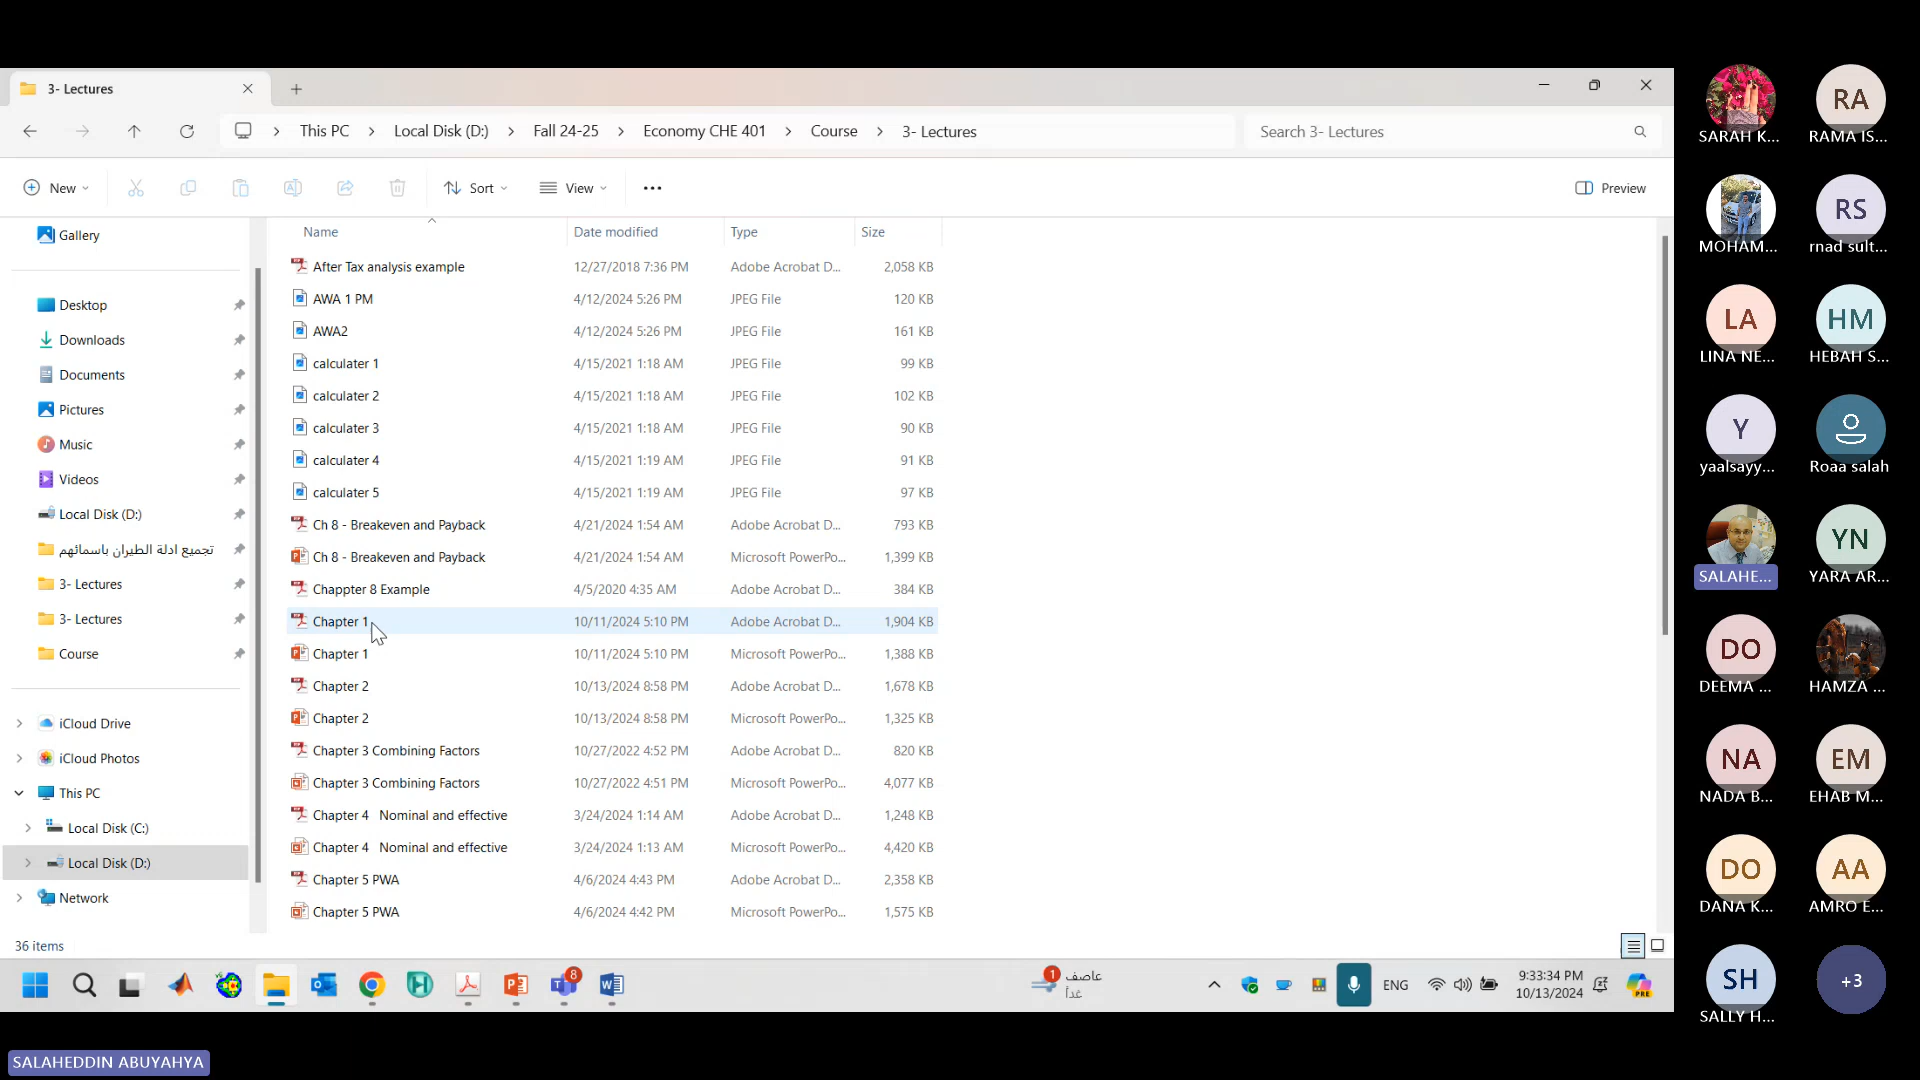 3- Lectures
This PC > Local Disk (D:) > Fall 24-25 > Economy CHE 401 > Course > 3- Lectures
Search 3- Lectures
New
Sort
View
Preview
Gallery
Desktop
Downloads
Documents
Pictures
Music
Videos
Local Disk (D:)
تجميع ادلة الطيران باسمائهم
3- Lectures
3- Lectures
Course
iCloud Drive
iCloud Photos
This PC
Local Disk (C:)
Local Disk (D:)
Network
Name Date modified Type Size
After Tax analysis example 12/27/2018 7:36 PM Adobe Acrobat D... 2,058 KB
AWA 1 PM 4/12/2024 5:26 PM JPEG File 120 KB
AWA2 4/12/2024 5:26 PM JPEG File 161 KB
calculater 1 4/15/2021 1:18 AM JPEG File 99 KB
calculater 2 4/15/2021 1:18 AM JPEG File 102 KB
calculater 3 4/15/2021 1:18 AM JPEG File 90 KB
calculater 4 4/15/2021 1:19 AM JPEG File 91 KB
calculater 5 4/15/2021 1:19 AM JPEG File 97 KB
Ch 8 - Breakeven and Payback 4/21/2024 1:54 AM Adobe Acrobat D... 793 KB
Ch 8 - Breakeven and Payback 4/21/2024 1:54 AM Microsoft PowerPo... 1,399 KB
Chappter 8 Example 4/5/2020 4:35 AM Adobe Acrobat D... 384 KB
Chapter 1 10/11/2024 5:10 PM Adobe Acrobat D... 1,904 KB
Chapter 1 10/11/2024 5:10 PM Microsoft PowerPo... 1,388 KB
Chapter 2 10/13/2024 8:58 PM Adobe Acrobat D... 1,678 KB
Chapter 2 10/13/2024 8:58 PM Microsoft PowerPo... 1,325 KB
Chapter 3 Combining Factors 10/27/2022 4:52 PM Adobe Acrobat D... 820 KB
Chapter 3 Combining Factors 10/27/2022 4:51 PM Microsoft PowerPo... 4,077 KB
Chapter 4 Nominal and effective 3/24/2024 1:14 AM Adobe Acrobat D... 1,248 KB
Chapter 4 Nominal and effective 3/24/2024 1:13 AM Microsoft PowerPo... 4,420 KB
Chapter 5 PWA 4/6/2024 4:43 PM Adobe Acrobat D... 2,358 KB
Chapter 5 PWA 4/6/2024 4:42 PM Microsoft PowerPo... 1,575 KB
36 items
8
1
عاصف
غداً
ENG
9:33:34 PM
10/13/2024
PRE
SARAH K...
RA
RAMA IS...
MOHAM...
RS
rnad sult...
LA
LINA NE...
HM
HEBAH S...
Y
yaalsayy...
Roaa salah
SALAHE...
YN
YARA AR...
DO
DEEMA ...
HAMZA ...
NA
NADA B...
EM
EHAB M...
DO
DANA K...
AA
AMRO E...
SH
SALLY H...
+3
SALAHEDDIN ABUYAHYA